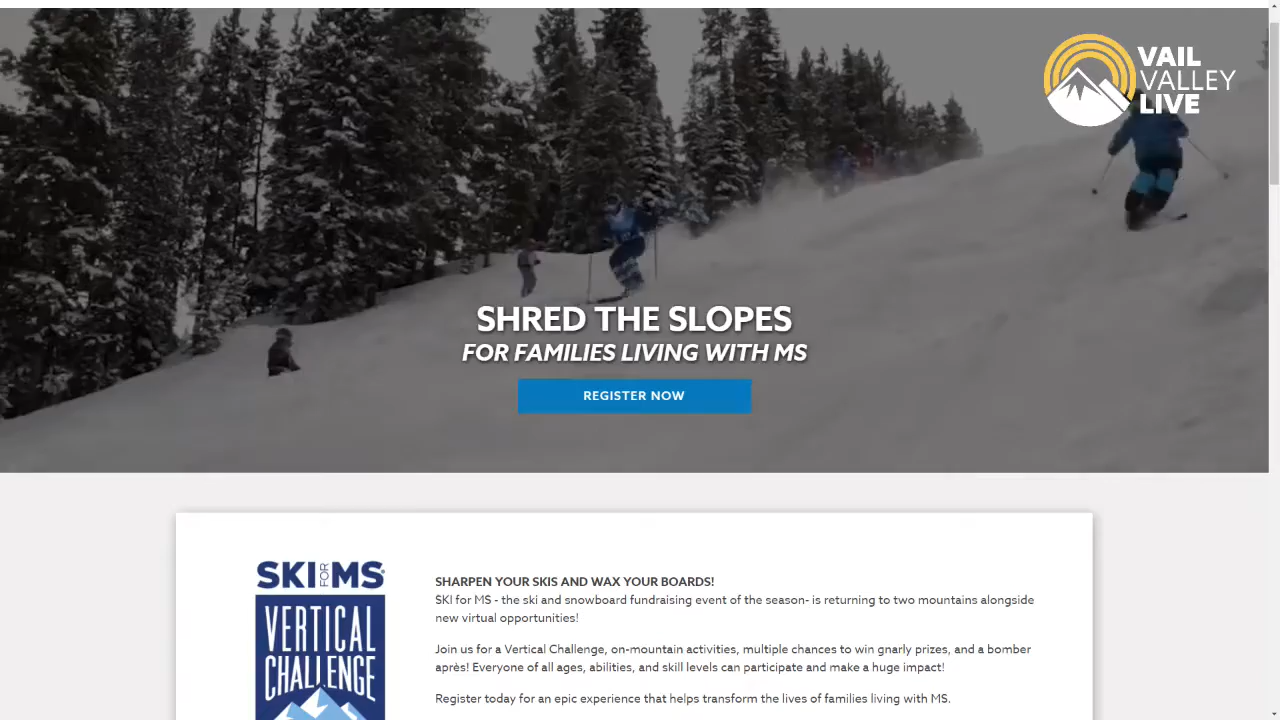 VAIL
VALLEY
LIVE
SHRED THE SLOPES
FOR FAMILIES LIVING WITH MS
REGISTER NOW
SKI FOR MS
VERTICAL
CHALLENGE
SHARPEN YOUR SKIS AND WAX YOUR BOARDS!
SKI for MS - the ski and snowboard fundraising event of the season- is returning to two mountains alongside
new virtual opportunities!
Join us for a Vertical Challenge, on-mountain activities, multiple chances to win gnarly prizes, and a bomber
après! Everyone of all ages, abilities, and skill levels can participate and make a huge impact!
Register today for an epic experience that helps transform the lives of families living with MS.